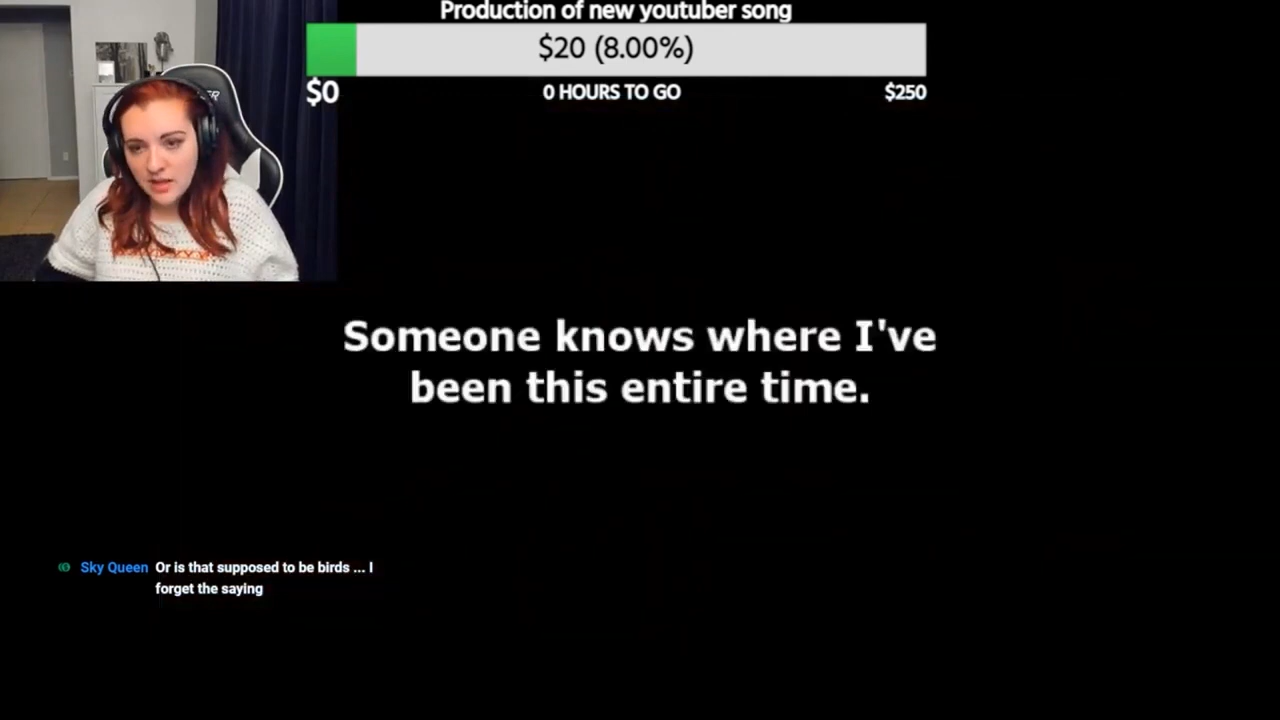 Production of new youtuber song
$20 (8.00%)
$0
0 HOURS TO GO
$250
Someone knows where I've
been this entire time.
Sky Queen Or is that supposed to be birds ... I
forget the saying